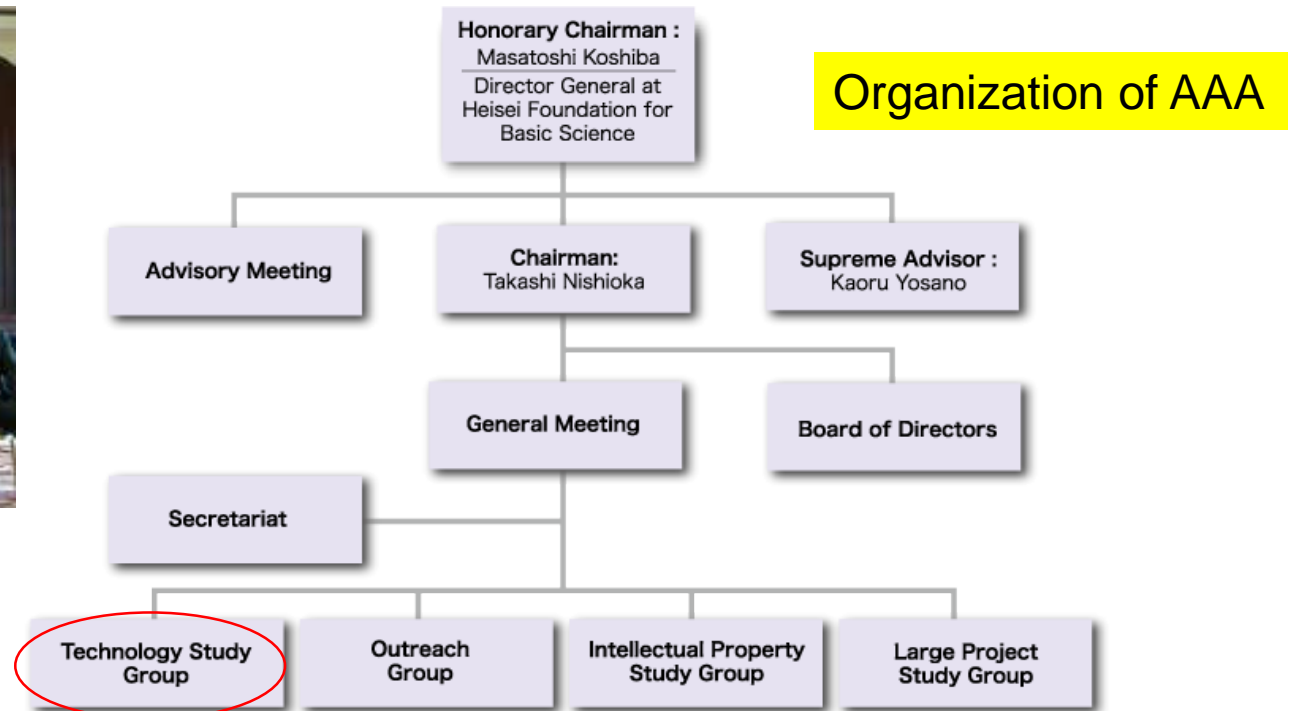 Honorary Chairman :
Masatoshi Koshiba
Director General at
Heisei Foundation for
Basic Science
Organization of AAA
Advisory Meeting
Chairman:
Takashi Nishioka
Supreme Advisor :
Kaoru Yosano
General Meeting
Board of Directors
Secretariat
Technology Study
Group
Outreach
Group
Intellectual Property
Study Group
Large Project
Study Group